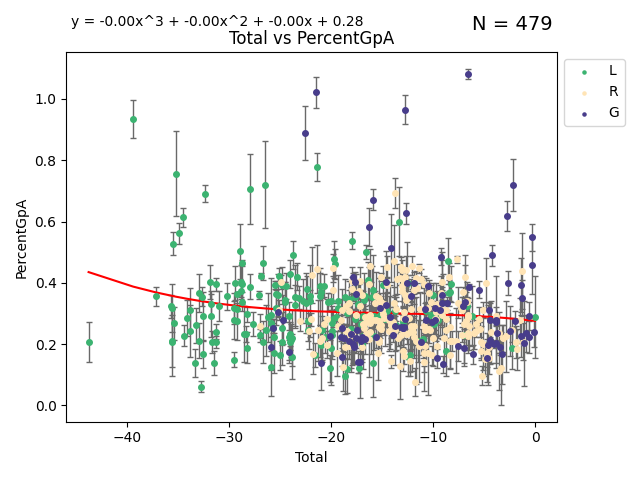 y = -0.00x^3 + -0.00x^2 + -0.00x + 0.28
N = 479
Total vs PercentGpA
L
R
G
PercentGpA
1.0
0.8
0.6
0.4
0.2
0.0
−40
−30
−20
−10
0
Total